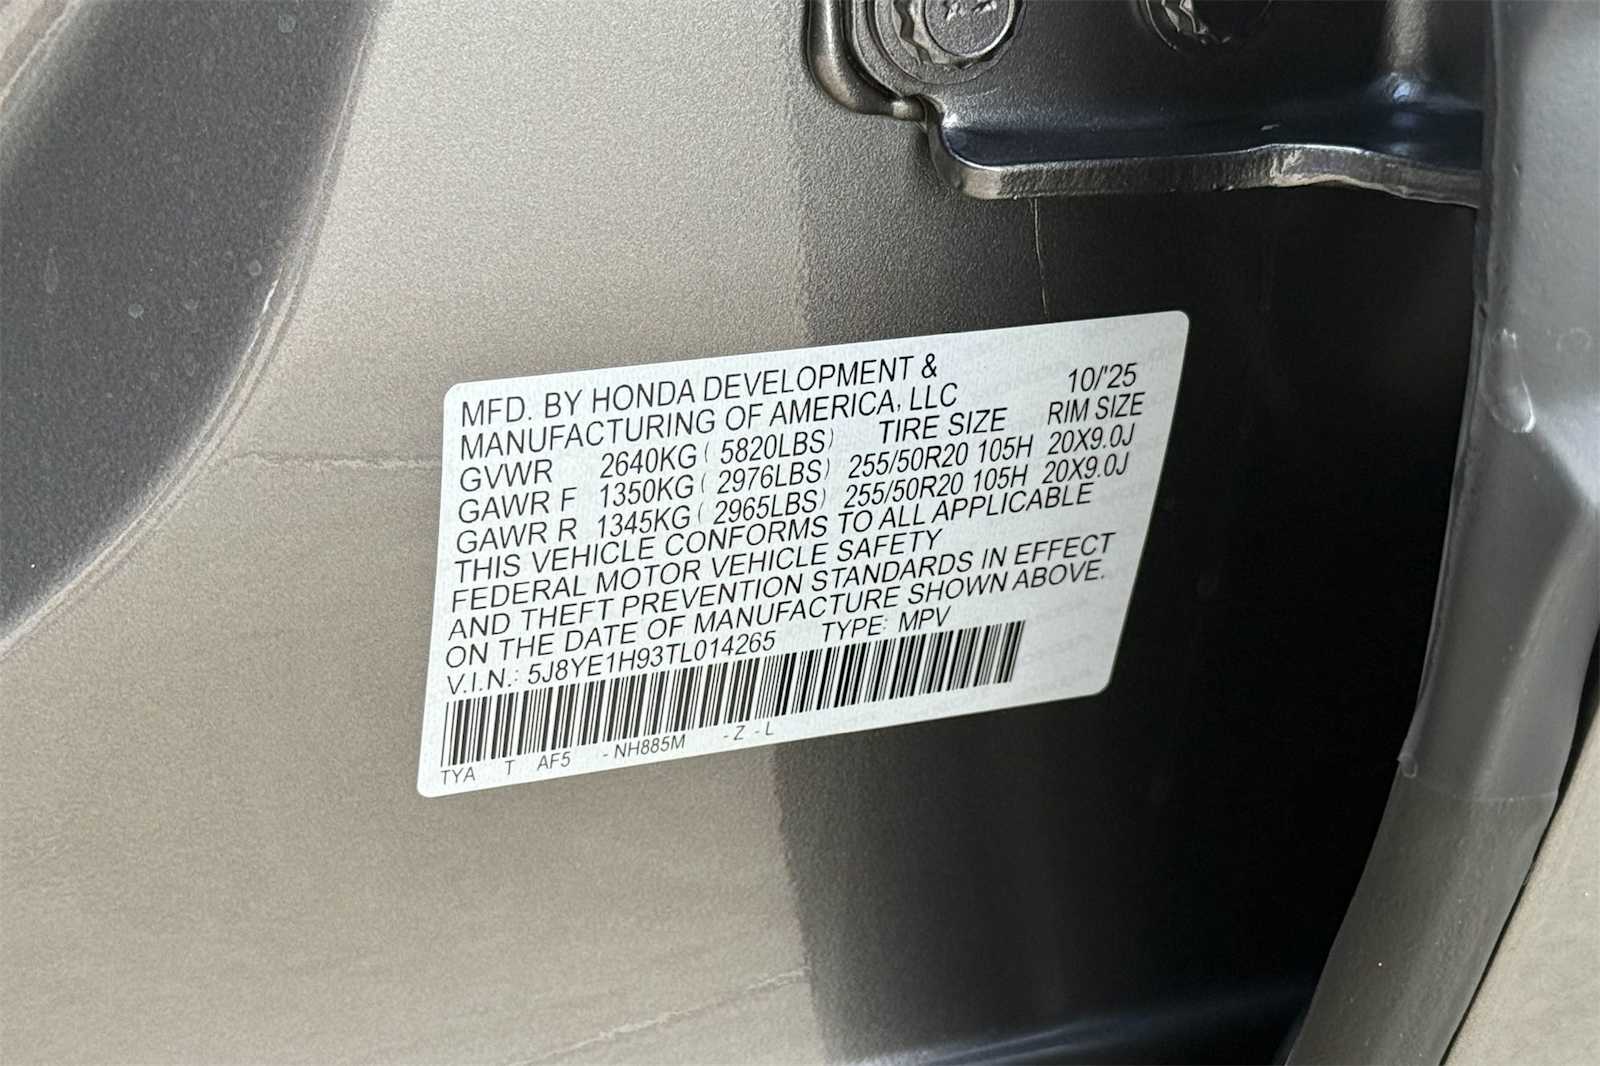 MFD. BY HONDA DEVELOPMENT &
MANUFACTURING OF AMERICA, LLC 10/'25
GVWR 2640KG ( 5820LBS) TIRE SIZE RIM SIZE
GAWR F 1350KG ( 2976LBS) 255/50R20 105H 20X9.0J
GAWR R 1345KG ( 2965LBS) 255/50R20 105H 20X9.0J
THIS VEHICLE CONFORMS TO ALL APPLICABLE
FEDERAL MOTOR VEHICLE SAFETY
AND THEFT PREVENTION STANDARDS IN EFFECT
ON THE DATE OF MANUFACTURE SHOWN ABOVE.
V.I.N.: 5J8YE1H93TL014265 TYPE: MPV
TYA T AF5 - NH885M - Z - L